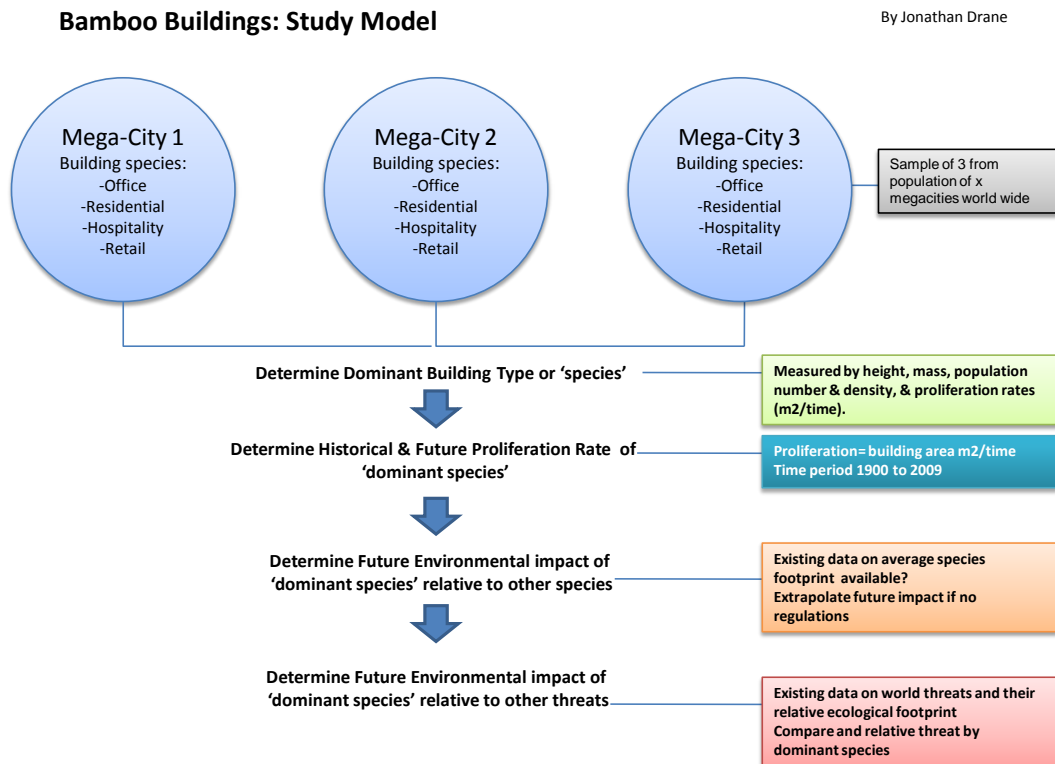 Bamboo Buildings: Study Model
By Jonathan Drane
Mega-City 1
Building species:
-Office
-Residential
-Hospitality
-Retail
Mega-City 2
Building species:
-Office
-Residential
-Hospitality
-Retail
Mega-City 3
Building species:
-Office
-Residential
-Hospitality
-Retail
Sample of 3 from
population of x
megacities world wide
Determine Dominant Building Type or ‘species’
Measured by height, mass, population
number & density, & proliferation rates
(m2/time).
Determine Historical & Future Proliferation Rate of
‘dominant species’
Proliferation= building area m2/time
Time period 1900 to 2009
Determine Future Environmental impact of
‘dominant species’ relative to other species
Existing data on average species
footprint available?
Extrapolate future impact if no
regulations
Determine Future Environmental impact of
‘dominant species’ relative to other threats
Existing data on world threats and their
relative ecological footprint
Compare and relative threat by
dominant species